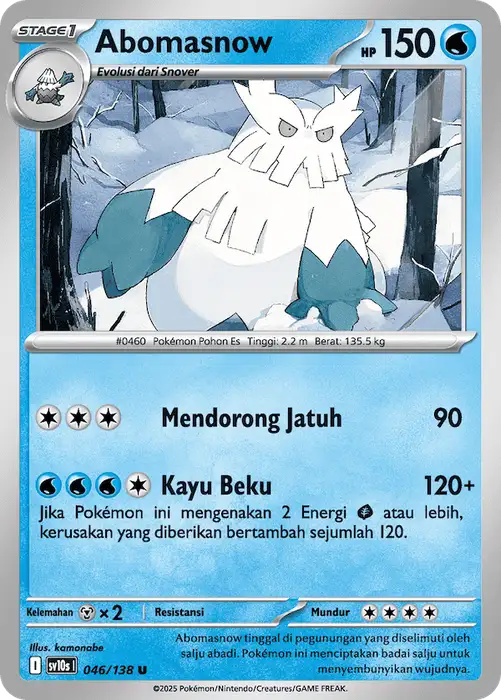 STAGE1
Abomasnow
HP 150
Evolusi dari Snover
#0460 Pokémon Pohon Es Tinggi: 2.2 m Berat: 135.5 kg
Mendorong Jatuh 90
Kayu Beku 120+
Jika Pokémon ini mengenakan 2 Energi atau lebih,
kerusakan yang diberikan bertambah sejumlah 120.
Kelemahan ×2 Resistansi Mundur
Illus. kamonabe
I sv10s I 046/138 U
Abomasnow tinggal di pegunungan yang diselimuti oleh
salju abadi. Pokémon ini menciptakan badai salju untuk
menyembunyikan wujudnya.
©2025 Pokémon/Nintendo/Creatures/GAME FREAK.